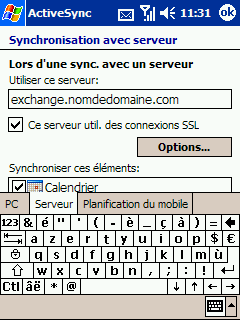 ActiveSync 11:31 ok
Synchronisation avec serveur
Lors d'une sync. avec un serveur
Utiliser ce serveur:
exchange.nomdedomaine.com
Ce serveur util. des connexions SSL
Options...
Synchroniser ces éléments:
Calendrier
PC Serveur Planification du mobile
123 & é " ' ( - è _ ç à ) =
a z e r t y u i o p $ €
q s d f g h j k l m ù
w x c v b n , ; : !
Ctl áë * @